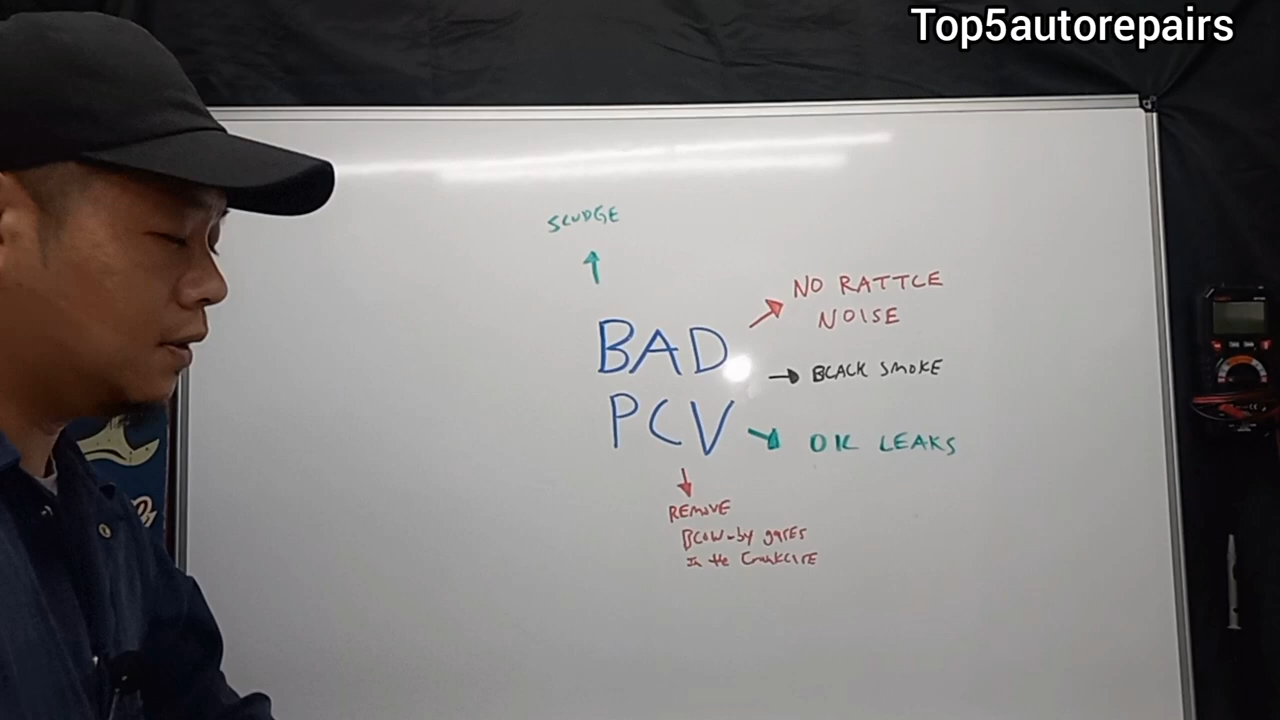 Top5autorepairs
SLUDGE
NO RATTLE
NOISE
BAD
BLACK SMOKE
PCV
OIL LEAKS
REMOVE
Blow-by gases
In the Crankcase